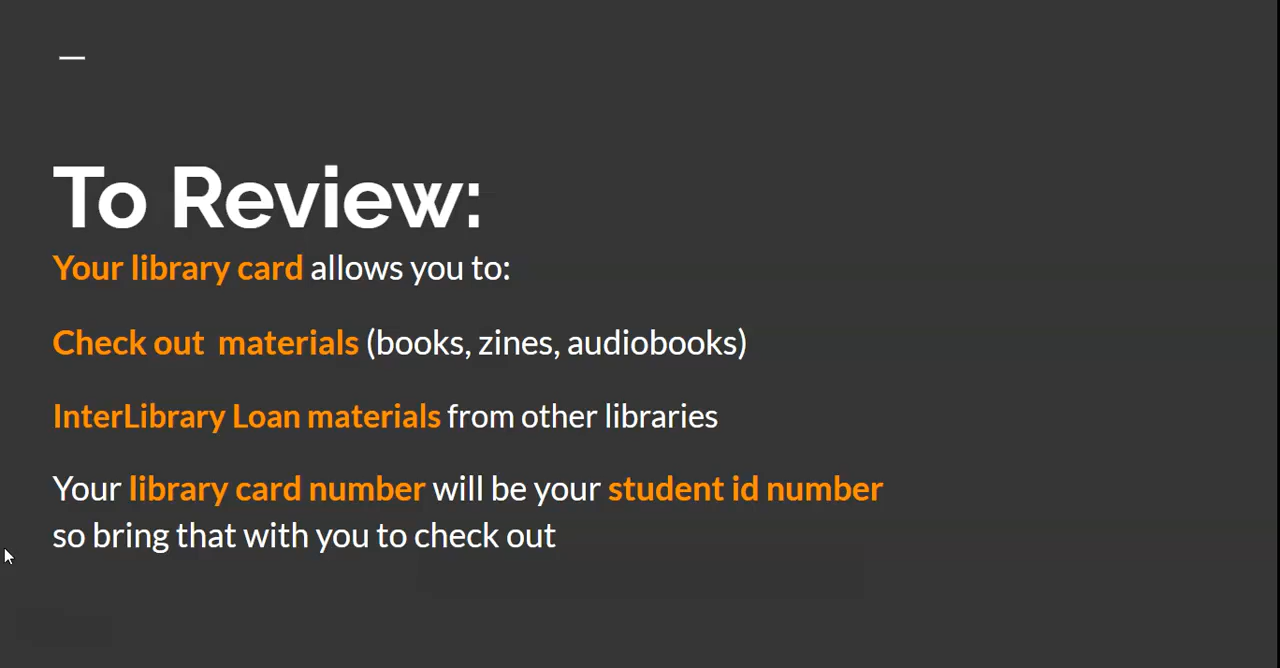 To Review:
Your library card allows you to:
Check out  materials (books, zines, audiobooks)
InterLibrary Loan materials from other libraries
Your library card number will be your student id number
so bring that with you to check out